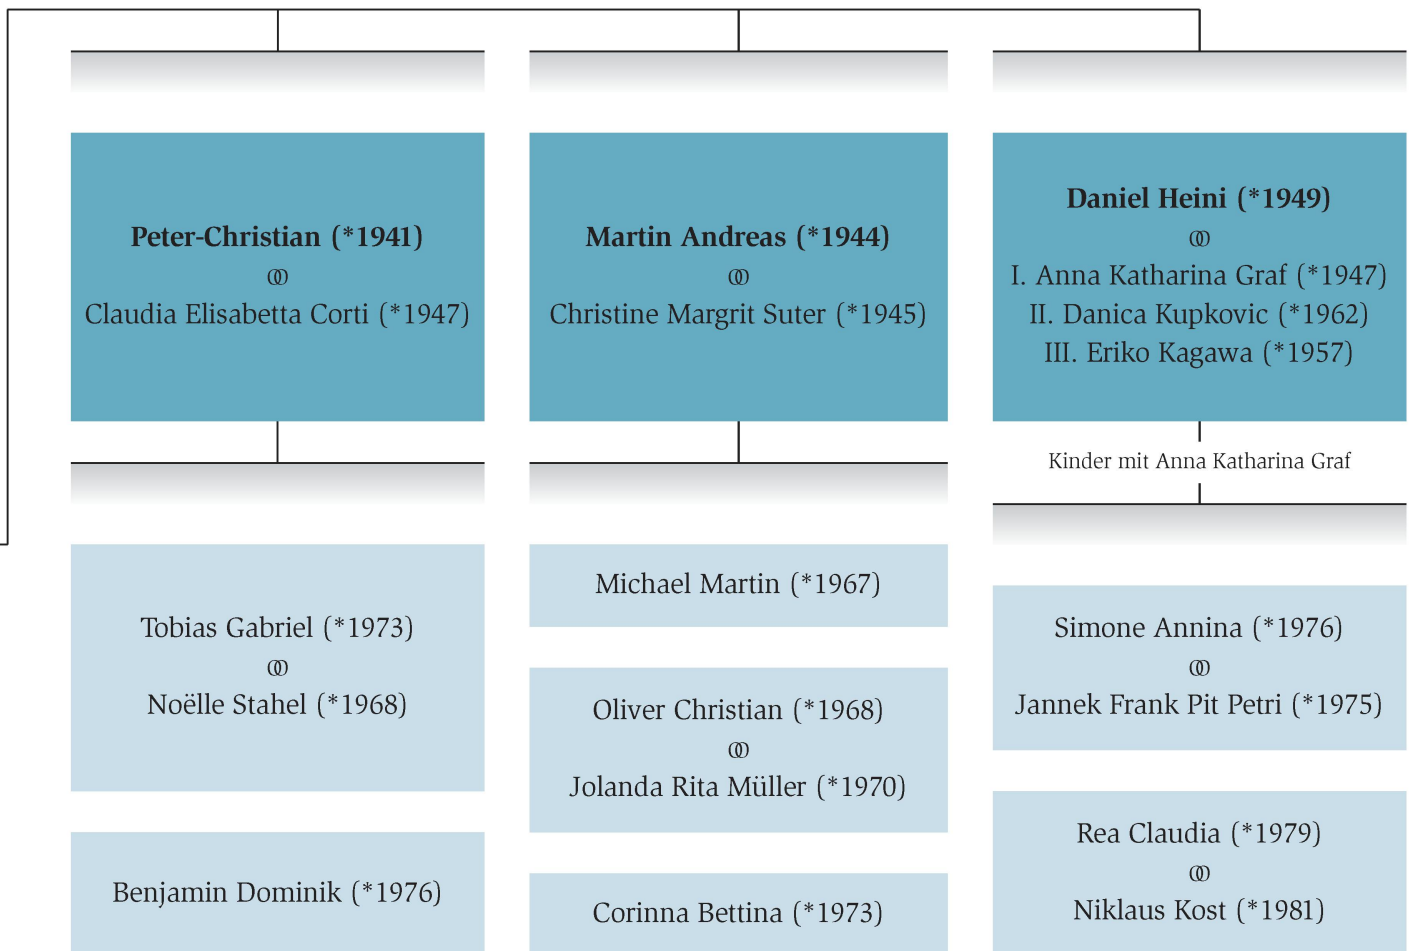 Peter-Christian (*1941)
⚭
Claudia Elisabetta Corti (*1947)
Tobias Gabriel (*1973)
⚭
Noëlle Stahel (*1968)
Benjamin Dominik (*1976)
Martin Andreas (*1944)
⚭
Christine Margrit Suter (*1945)
Michael Martin (*1967)
Oliver Christian (*1968)
⚭
Jolanda Rita Müller (*1970)
Corinna Bettina (*1973)
Daniel Heini (*1949)
⚭
I. Anna Katharina Graf (*1947)
II. Danica Kupkovic (*1962)
III. Eriko Kagawa (*1957)
Kinder mit Anna Katharina Graf
Simone Annina (*1976)
⚭
Jannek Frank Pit Petri (*1975)
Rea Claudia (*1979)
⚭
Niklaus Kost (*1981)